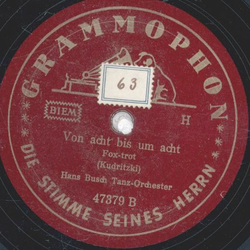 GRAMMOPHON
63
BIEM
H
Von acht bis um acht
Fox-trot
(Kudritzki)
Hans Busch Tanz-Orchester
47379 B
DIE STIMME SEINES HERRN